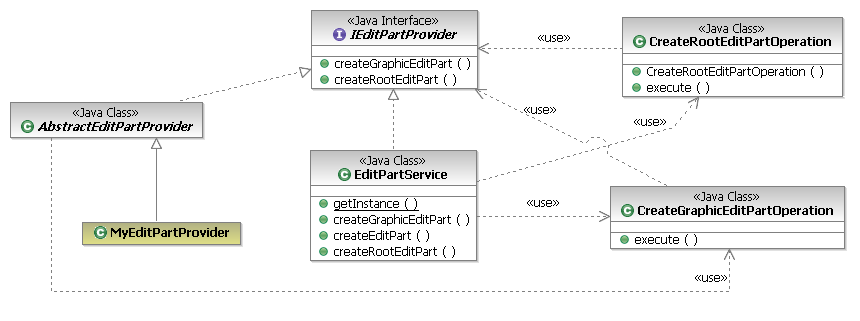 «Java Interface»
IEditPartProvider
createGraphicEditPart ( )
createRootEditPart ( )
«use»
«Java Class»
CreateRootEditPartOperation
CreateRootEditPartOperation ( )
execute ( )
«Java Class»
AbstractEditPartProvider
«use»
«use»
«Java Class»
EditPartService
getInstance ( )
createGraphicEditPart ( )
createEditPart ( )
createRootEditPart ( )
«use»
«Java Class»
CreateGraphicEditPartOperation
execute ( )
MyEditPartProvider
«use»